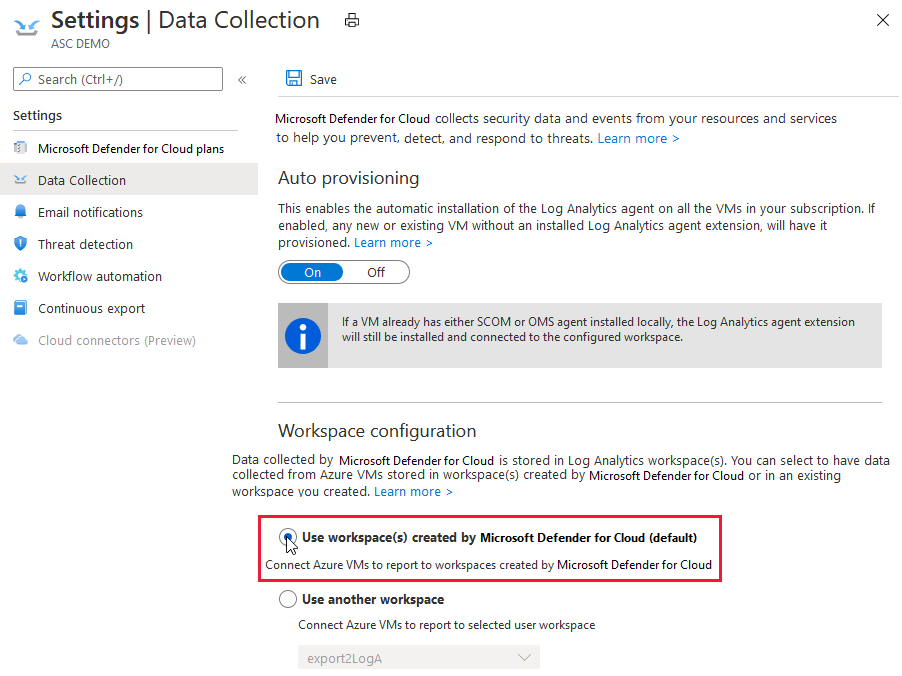 Settings | Data Collection
ASC DEMO
Search (Ctrl+/)
«
Settings
Microsoft Defender for Cloud plans
Data Collection
Email notifications
Threat detection
Workflow automation
Continuous export
Cloud connectors (Preview)
Save
Microsoft Defender for Cloud collects security data and events from your resources and services
to help you prevent, detect, and respond to threats. Learn more >
Auto provisioning
This enables the automatic installation of the Log Analytics agent on all the VMs in your subscription. If
enabled, any new or existing VM without an installed Log Analytics agent extension, will have it
provisioned. Learn more >
On Off
If a VM already has either SCOM or OMS agent installed locally, the Log Analytics agent extension
will still be installed and connected to the configured workspace.
Workspace configuration
Data collected by Microsoft Defender for Cloud is stored in Log Analytics workspace(s). You can select to have data
collected from Azure VMs stored in workspace(s) created by Microsoft Defender for Cloud or in an existing
workspace you created. Learn more >
Use workspace(s) created by Microsoft Defender for Cloud (default)
Connect Azure VMs to report to workspaces created by Microsoft Defender for Cloud
Use another workspace
Connect Azure VMs to report to selected user workspace
export2LogA